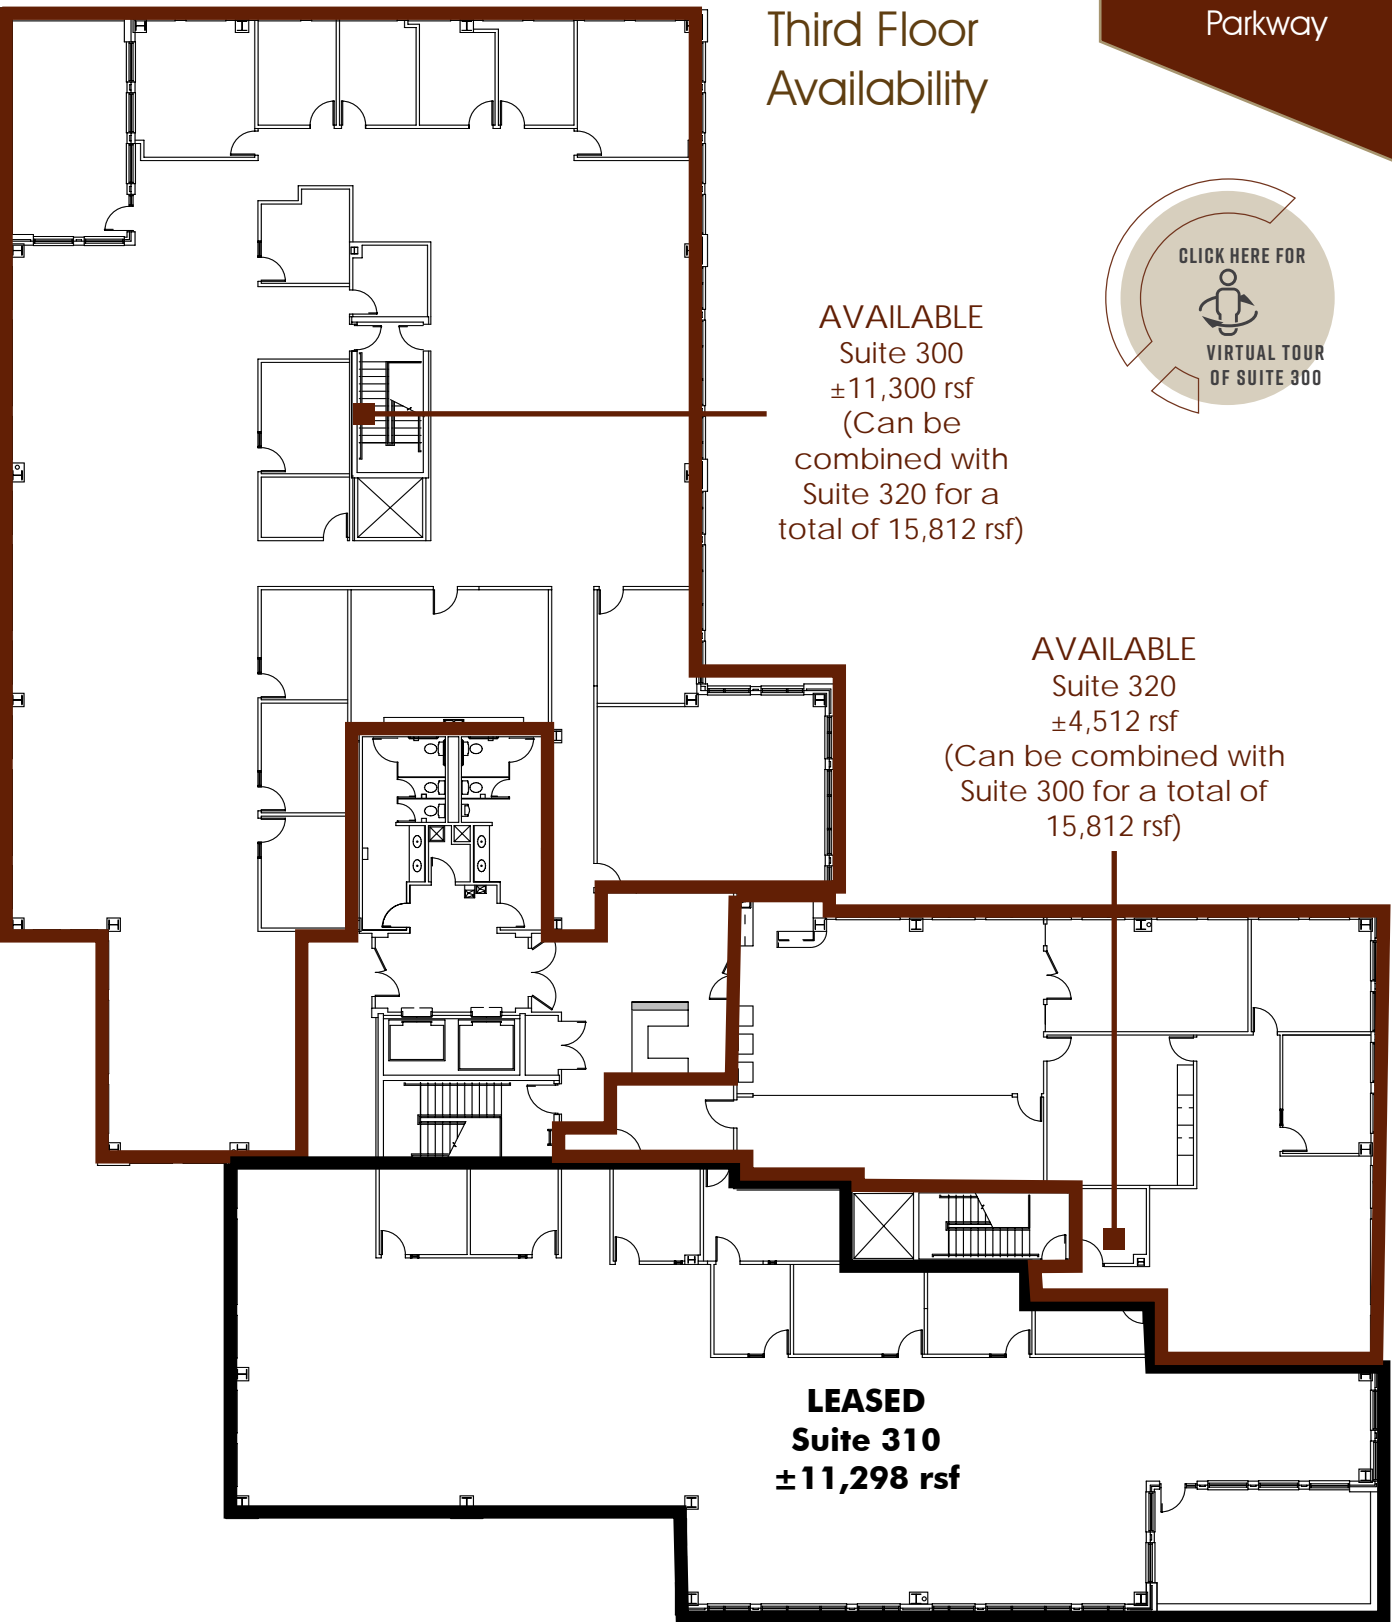 Third Floor
Availability
Parkway
CLICK HERE FOR
VIRTUAL TOUR
OF SUITE 300
AVAILABLE
Suite 300
±11,300 rsf
(Can be
combined with
Suite 320 for a
total of 15,812 rsf)
AVAILABLE
Suite 320
±4,512 rsf
(Can be combined with
Suite 300 for a total of
15,812 rsf)
LEASED
Suite 310
±11,298 rsf